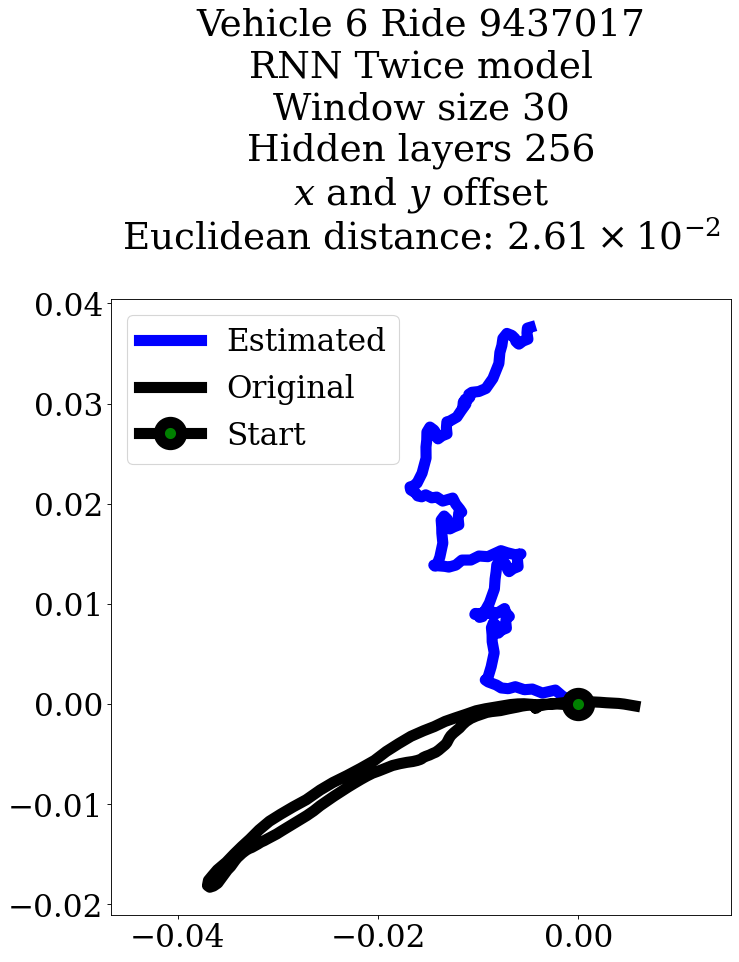 Vehicle 6 Ride 9437017
RNN Twice model
Window size 30
Hidden layers 256
x and y offset
Euclidean distance: 2.61 × 10⁻²
0.04
0.03
0.02
0.01
0.00
−0.01
−0.02
Estimated
Original
Start
−0.04
−0.02
0.00